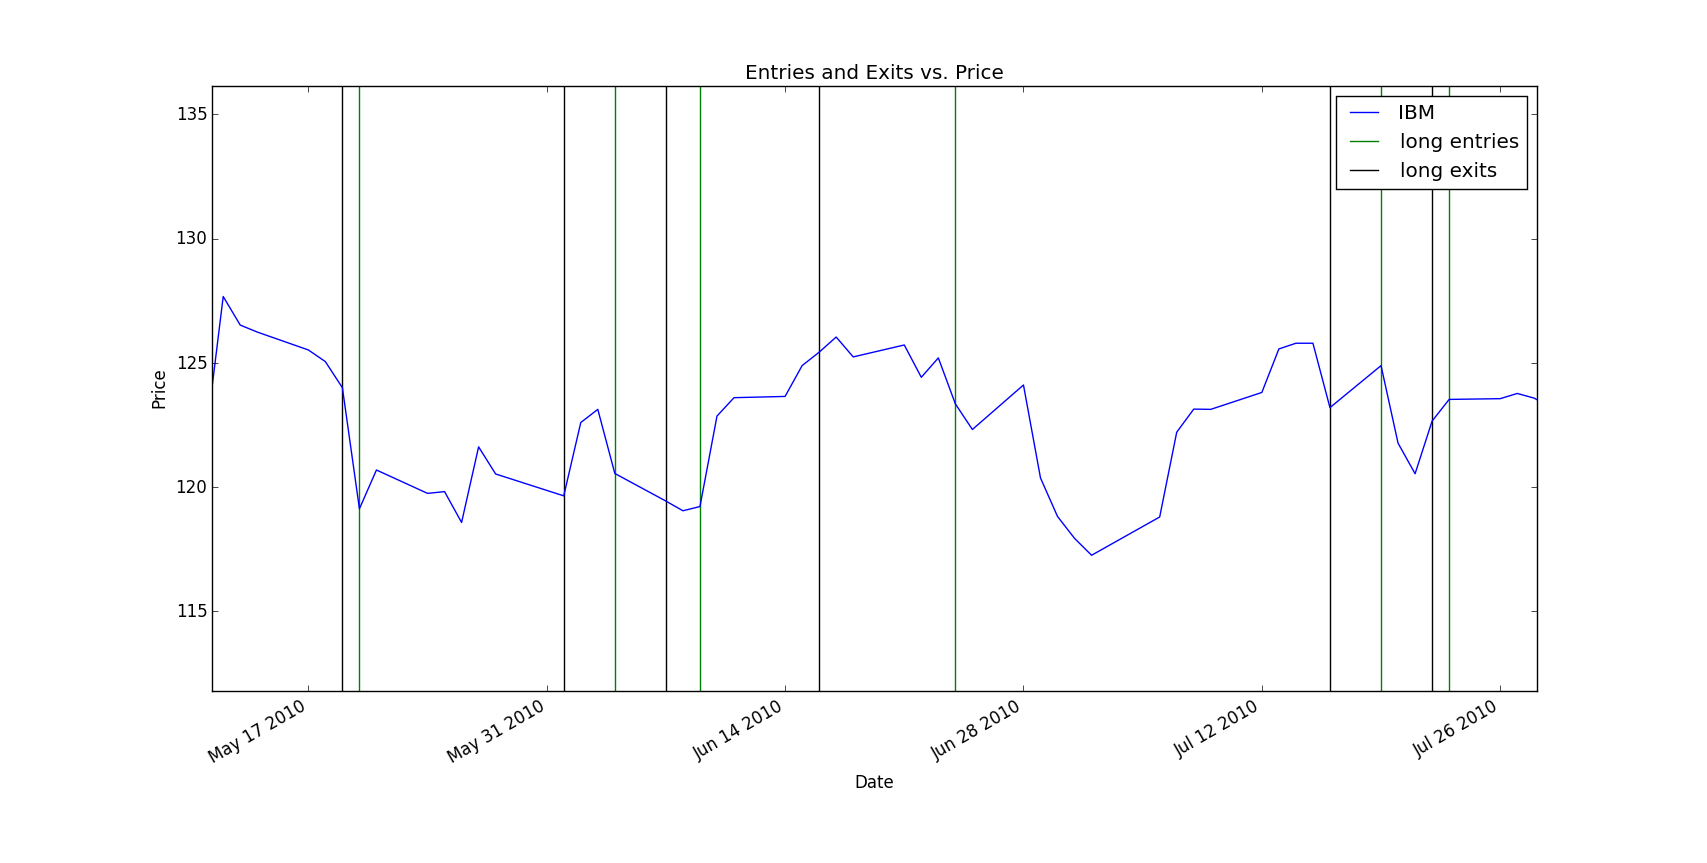 Entries and Exits vs. Price
135
130
125
120
115
Price
IBM
long entries
long exits
May 17 2010
May 31 2010
Jun 14 2010
Jun 28 2010
Jul 12 2010
Jul 26 2010
Date